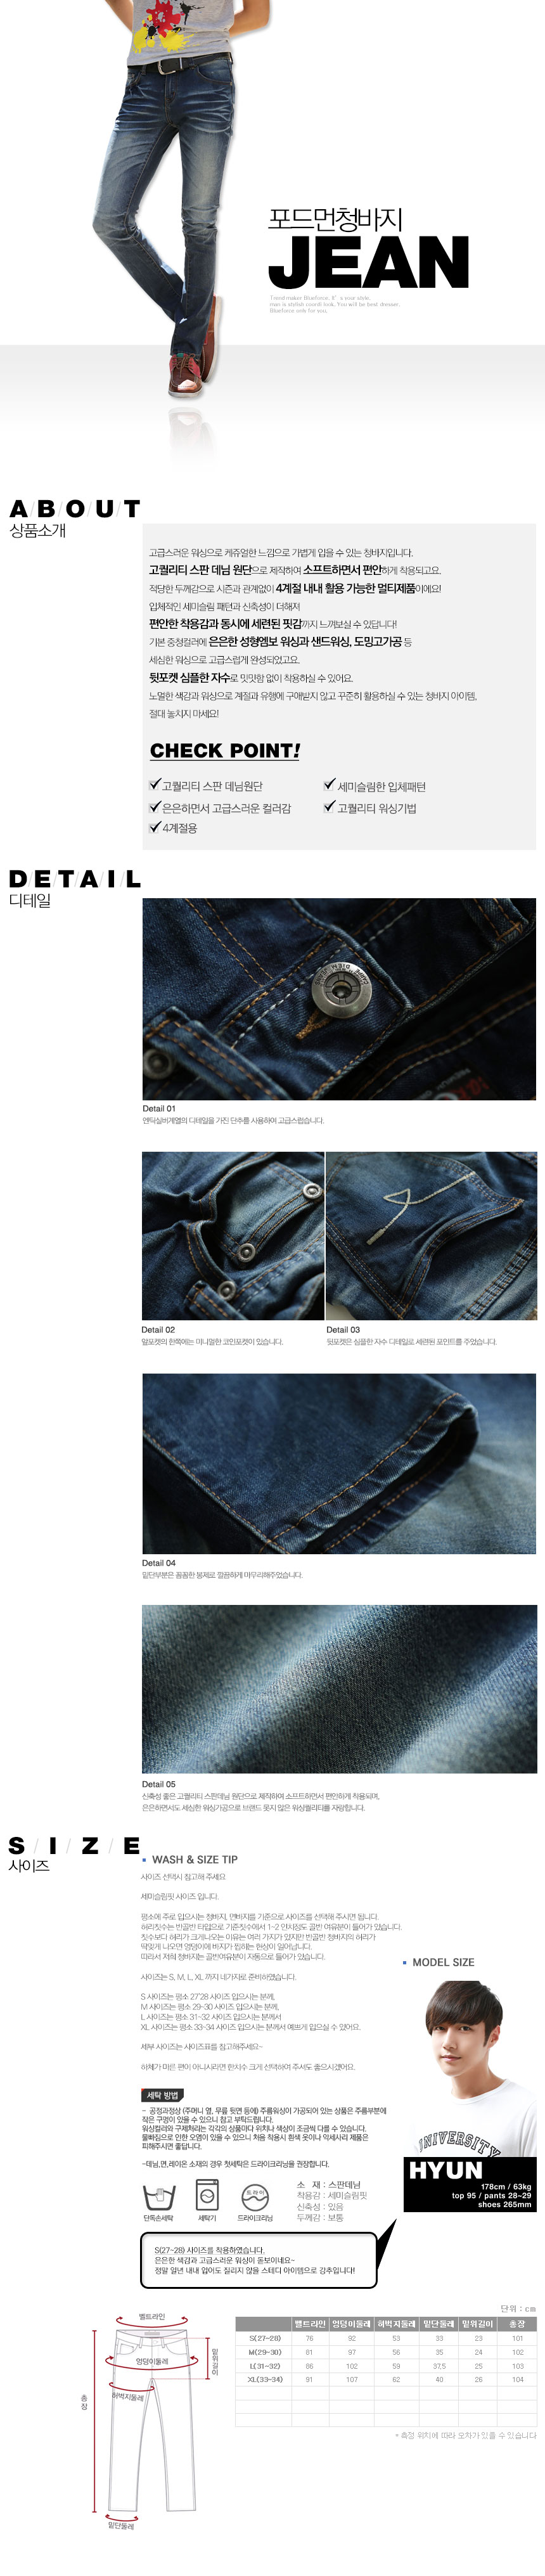 포드먼청바지
JEAN
Trend maker Blueforce. It's your style.
man is stylish roomfi look. You will be best dresser.
Blueforce only for you.
A/B/O/U/T
상품소개
고급스러운 워싱으로 케쥬얼한 느낌으로 가볍게 입을 수 있는 청바지입니다.
고퀄리티 스판 데님 원단으로 제작하여 소프트하면서 편안하게 착용되고요.
적당한 두께감으로 시즌과 관계없이 4계절 내내 활용 가능한 멀티제품이에요!
입체적인 세미슬림 패턴과 신축성이 더해져
편안한 착용감과 동시에 세련된 핏감까지 느껴보실 수 있답니다!
기본 중청컬러에 은은한 성형엠보 워싱과 샌드워싱, 도밍고가공 등
세심한 워싱으로 고급스럽게 완성되었고요.
뒷포켓 심플한 자수로 밋밋함 없이 착용하실 수 있어요.
노멀한 색감과 워싱으로 계절과 유행에 구애받지 않고 꾸준히 활용하실 수 있는 청바지 아이템,
절대 놓치지 마세요!
CHECK POINT!
고퀄리티 스판 데님원단
세미슬림한 입체패턴
은은하면서 고급스러운 컬러감
고퀄리티 워싱기법
4계절용
D/E/T/A/I/L
디테일
Detail 01
엔틱실버계열의 디테일을 가진 단추를 사용하여 고급스럽습니다.
Detail 02
앞포켓의 한쪽에는 미니멀한 코인포켓이 있습니다.
Detail 03
뒷포켓은 심플한 자수 디테일로 세련된 포인트를 주었습니다.
Detail 04
밑단부분은 꼼꼼한 봉제로 깔끔하게 마무리해주었습니다.
Detail 05
신축성 좋은 고퀄리티 스판데님 원단으로 제작하여 소프트하면서 편안하게 착용되며,
은은하면서도 세심한 워싱가공으로 브랜드 못지 않은 워싱퀄리티를 자랑합니다.
S / I / Z / E
사이즈
WASH & SIZE TIP
사이즈 선택시 참고해 주세요
세미슬림핏 사이즈 입니다.
평소에 주로 입으시는 청바지, 면바지를 기준으로 사이즈를 선택해 주시면 됩니다.
허리칫수는 반골반 타입으로 기준칫수에서 1~2 인치정도 골반 여유분이 들어가 있습니다.
칫수보다 허리가 크게나오는 이유는 여러 가지가 있지만 반골반 청바지의 허리가
딱맞게 나오면 엉덩이에 바지가 찝히는 현상이 일어납니다.
따라서 저희 청바지는 골반여유분이 자동으로 들어가 있습니다.
사이즈는 S, M, L, XL 까지 네가지로 준비하였습니다.
S 사이즈는 평소 27~28 사이즈 입으시는 분께,
M 사이즈는 평소 29~30 사이즈 입으시는 분께,
L 사이즈는 평소 31~32 사이즈 입으시는 분께서
XL 사이즈는 평소 33~34 사이즈 입으시는 분께서 예쁘게 입으실 수 있어요.
세부 사이즈는 사이즈표를 참고해주세요~
하체가 마른 편이 아니시라면 한치수 크게 선택하여 주셔도 좋으시겠어요.
세탁 방법
~ 공정과정상 (주머니 옆, 무릎 뒷면 등에) 주름워싱이 가공되어 있는 상품은 주름부분에
작은 구멍이 있을 수 있으니 참고 부탁드립니다.
워싱컬러와 구제처리는 각각의 상품마다 위치나 색상이 조금씩 다를 수 있습니다.
물빠짐으로 인한 오염이 있을 수 있으니 처음 착용시 흰색 옷이나 악세사리 제품은
피해주시면 좋답니다.
~데님,면,레이온 소재의 경우 첫세탁은 드라이크리닝을 권장합니다.
드라이
단독손세탁
세탁기
드라이크리닝
소 재 : 스판데님
착용감 : 세미슬림핏
신축성 : 있음
두께감 : 보통
MODEL SIZE
UNIVERSITY
HYUN
178cm / 63kg
top 95 / pants 28~29
shoes 265mm
S(27~28) 사이즈를 착용하였습니다.
은은한 색감과 고급스러운 워싱이 돋보이네요~
정말 일년 내내 입어도 질리지 않을 스테디 아이템으로 강추입니다!
벨트라인
엉덩이둘레
밑위길이
허벅지둘레
총장
밑단둘레
단위 : cm
벨트라인 엉덩이둘레 허벅지둘레 밑단둘레 밑위길이 총장
S(27~28) 76 92 53 33 23 101
M(29~30) 81 97 56 35 24 102
L(31~32) 86 102 59 37.5 25 103
XL(33~34) 91 107 62 40 26 104
* 측정 위치에 따라 오차가 있을 수 있습니다